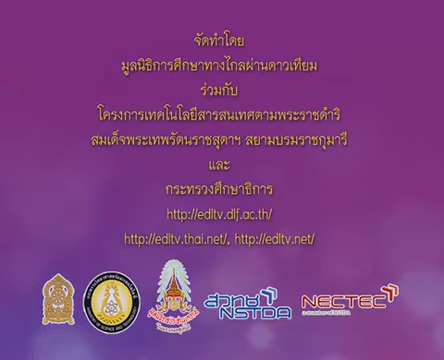 จัดทำโดย
มูลนิธิการศึกษาทางไกลผ่านดาวเทียม
ร่วมกับ
โครงการเทคโนโลยีสารสนเทศตามพระราชดำริ
สมเด็จพระเทพรัตนราชสุดาฯ สยามบรมราชกุมารี
และ
กระทรวงศึกษาธิการ
http://edltv.dlf.ac.th/
http://edltv.thai.net/, http://edltv.net/
สวทช
NSTDA
NECTEC